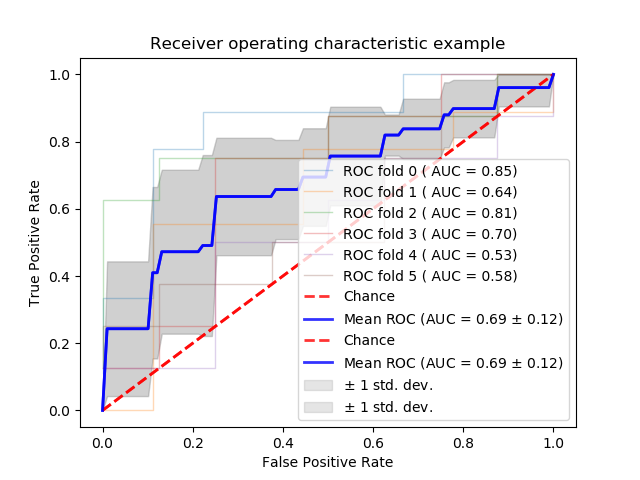 Receiver operating characteristic example
True Positive Rate
1.0
0.8
0.6
0.4
0.2
0.0
ROC fold 0 ( AUC = 0.85)
ROC fold 1 ( AUC = 0.64)
ROC fold 2 ( AUC = 0.81)
ROC fold 3 ( AUC = 0.70)
ROC fold 4 ( AUC = 0.53)
ROC fold 5 ( AUC = 0.58)
Chance
Mean ROC (AUC = 0.69 ± 0.12)
Chance
Mean ROC (AUC = 0.69 ± 0.12)
± 1 std. dev.
± 1 std. dev.
0.0 0.2 0.4 0.6 0.8 1.0
False Positive Rate